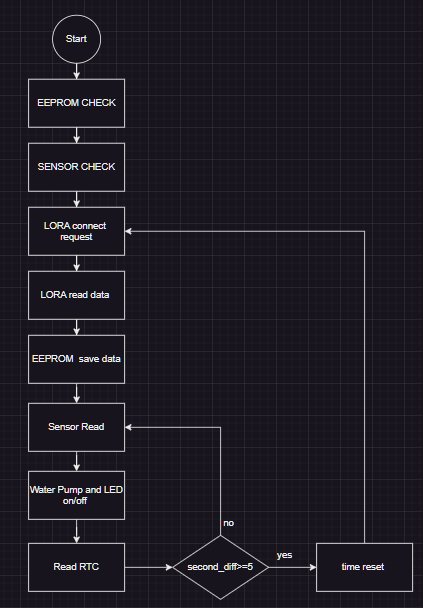 Start
EEPROM CHECK
SENSOR CHECK
LORA connect
request
LORA read data
EEPROM  save data
Sensor Read
Water Pump and LED
on/off
no
Read RTC
second_diff>=5
yes
time reset